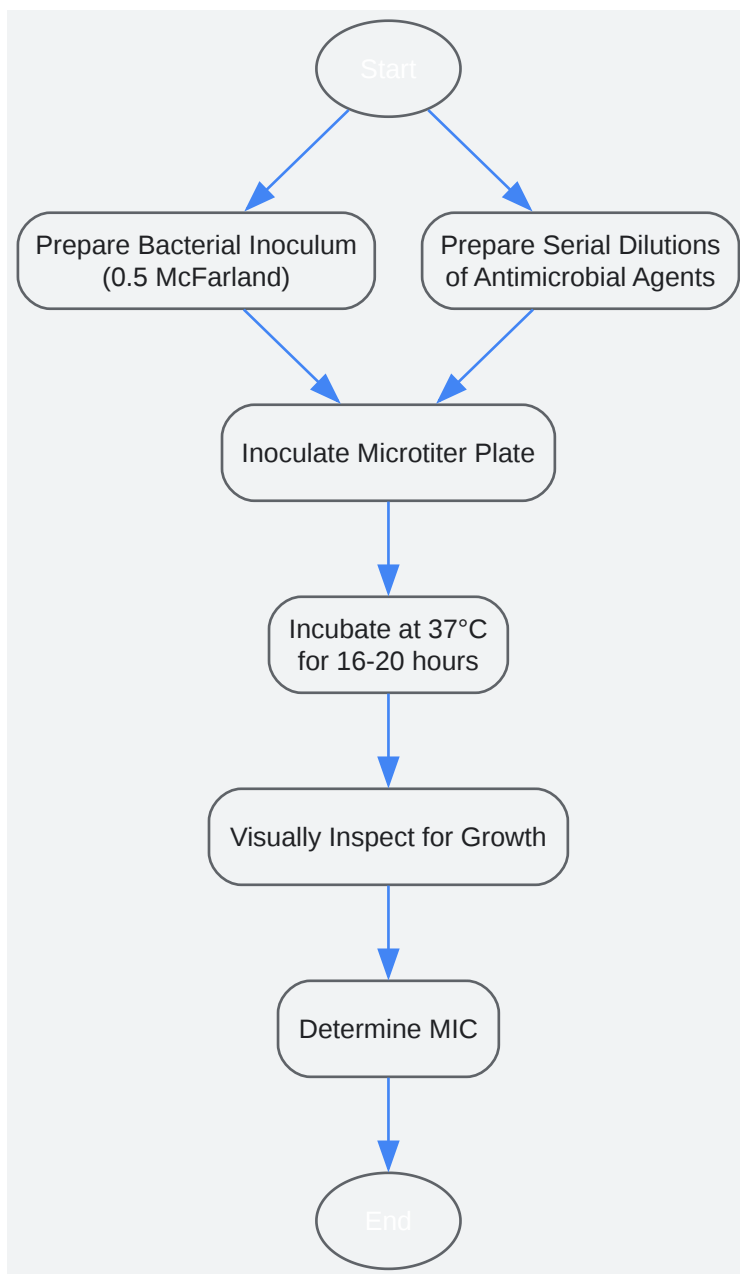 Start
Prepare Bacterial Inoculum
(0.5 McFarland)
Prepare Serial Dilutions
of Antimicrobial Agents
Inoculate Microtiter Plate
Incubate at 37°C
for 16-20 hours
Visually Inspect for Growth
Determine MIC
End